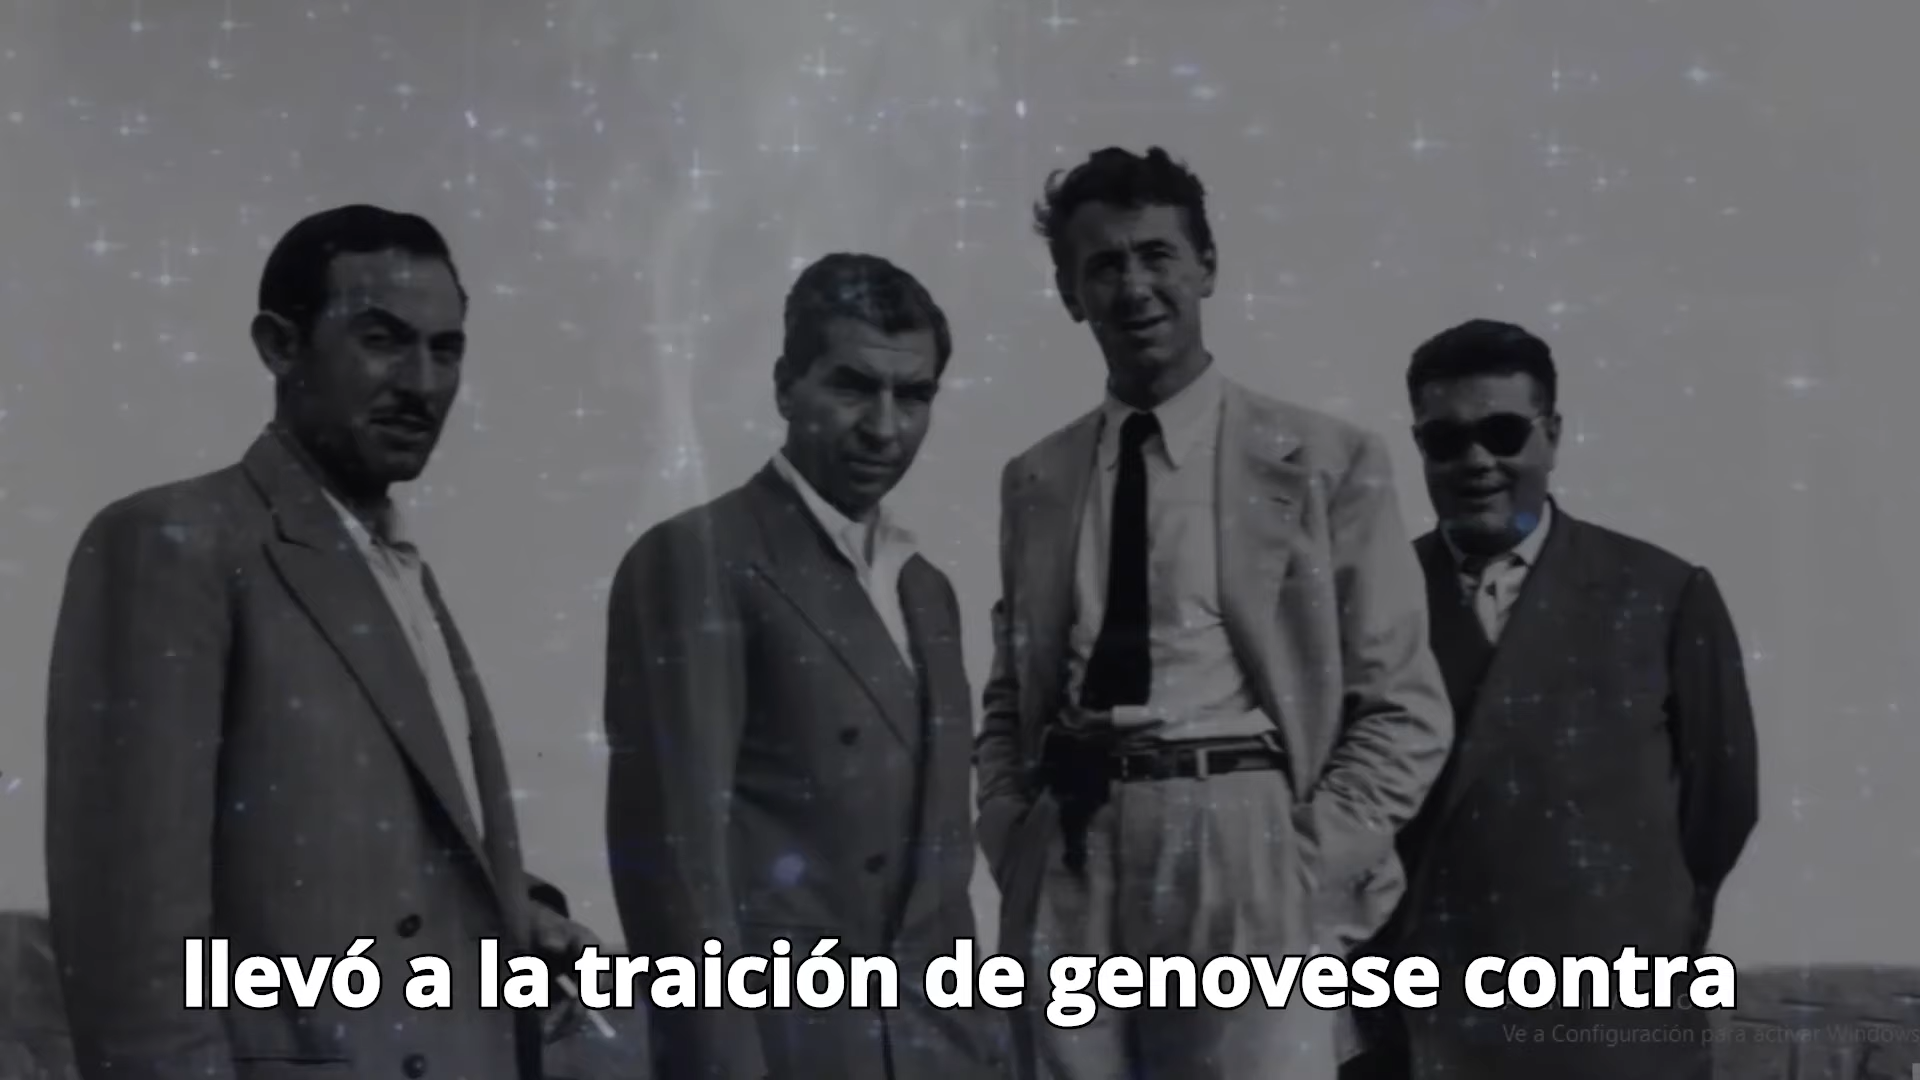 llevó a la traición de genovese contra
Ve a Configuración para activar Windows